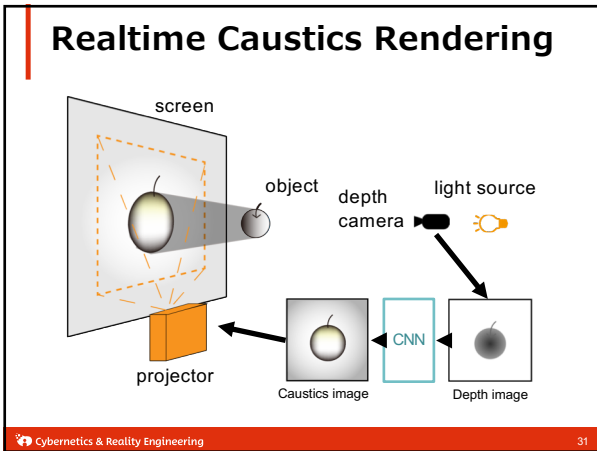 Realtime Caustics Rendering
screen
object
depth
camera
light source
CNN
projector
Caustics image
Depth image
Cybernetics & Reality Engineering
31